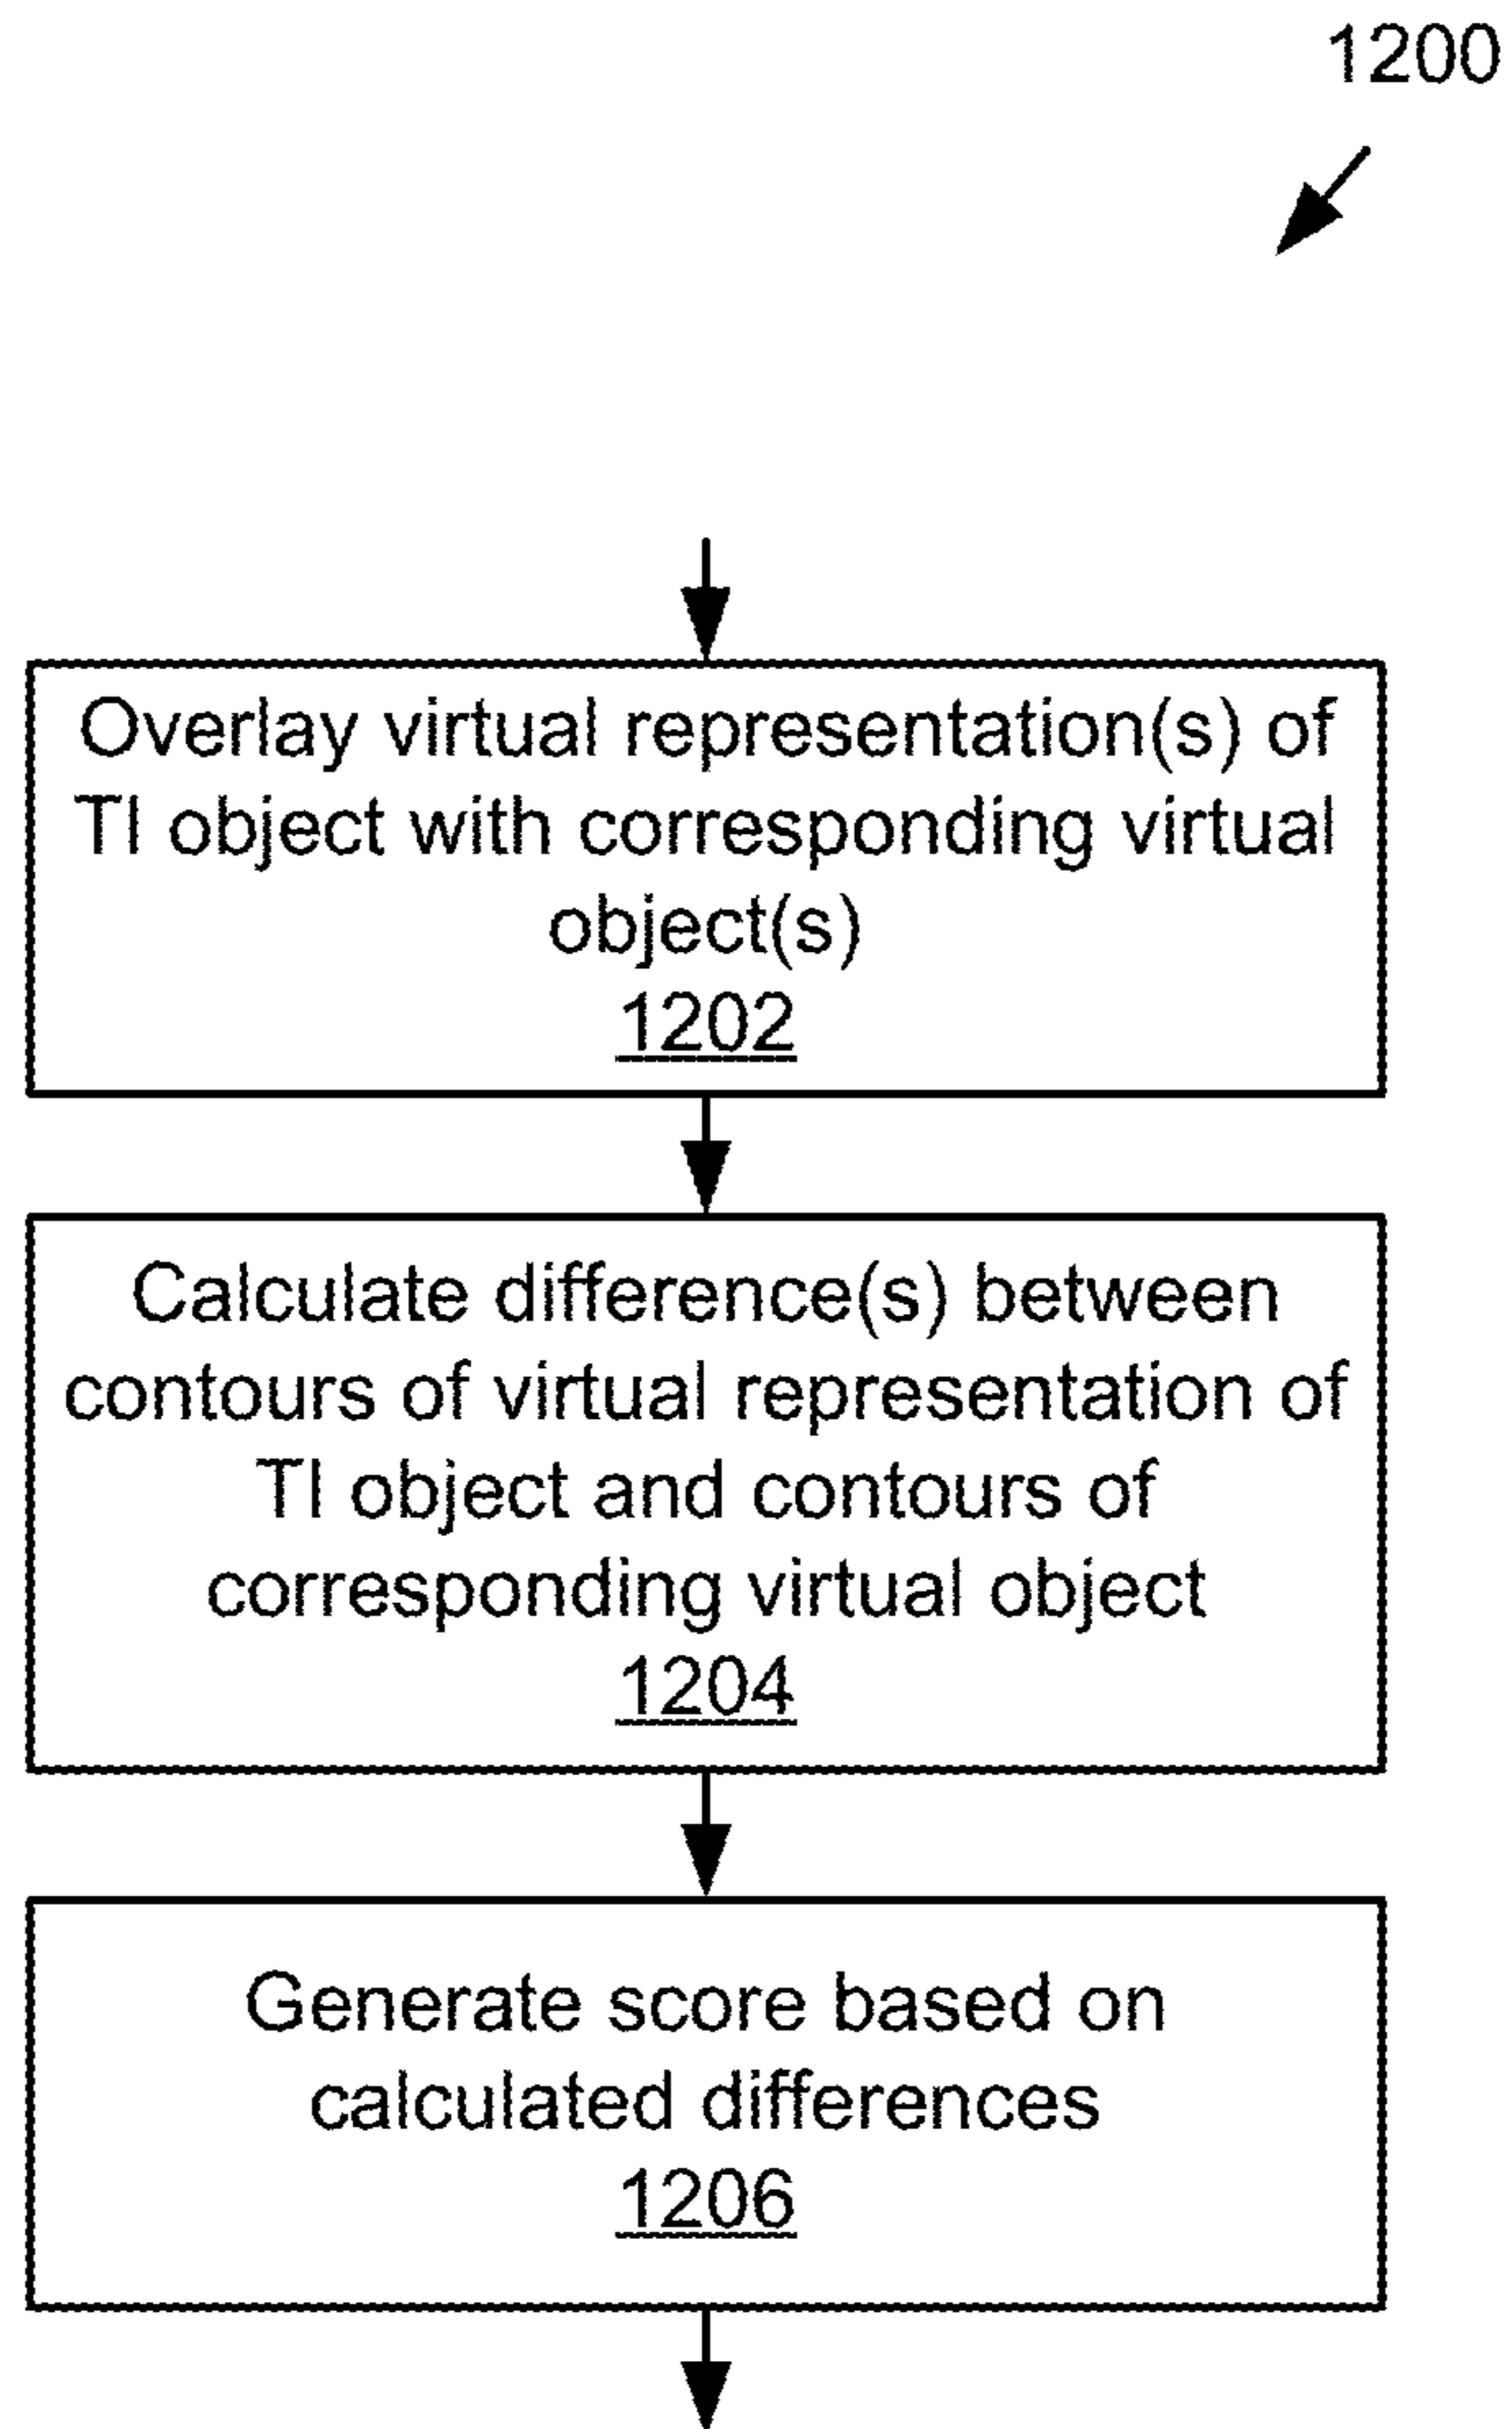 1200
Overlay virtual representation(s) of
TI object with corresponding virtual
object(s)
1202
Calculate difference(s) between
contours of virtual representation of
TI object and contours of
corresponding virtual object
1204
Generate score based on
calculated differences
1206